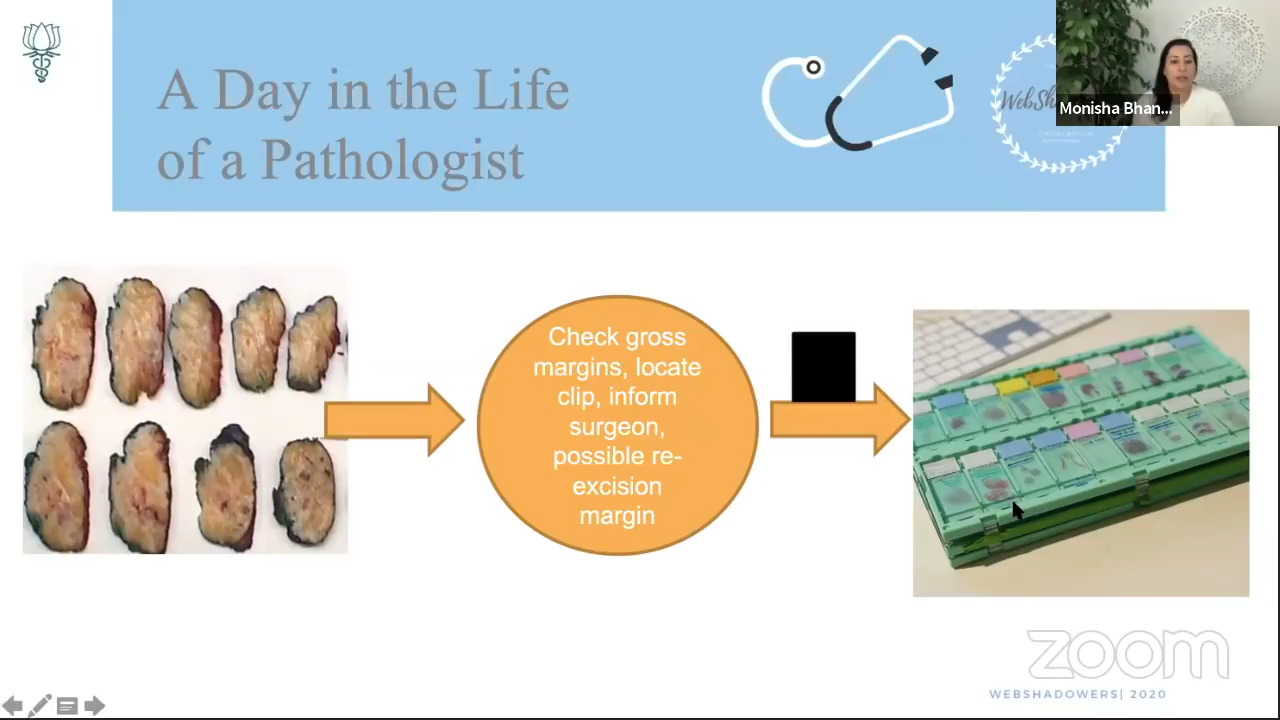 A Day in the Life
of a Pathologist
Monisha Bhan...
Check gross
margins, locate
clip, inform
surgeon,
possible re-
excision
margin
zoom
WEBSHADOWERS| 2020